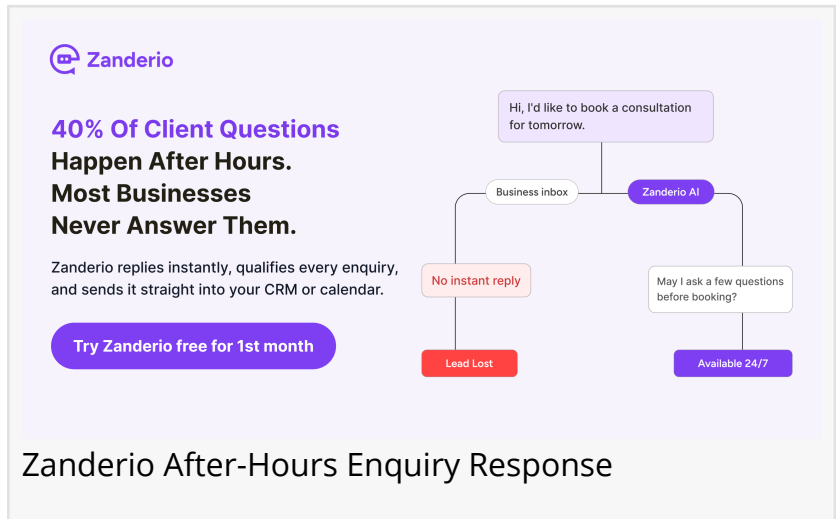 Zanderio
40% Of Client Questions
Happen After Hours.
Most Businesses
Never Answer Them.
Zanderio replies instantly, qualifies every enquiry,
and sends it straight into your CRM or calendar.
Try Zanderio free for 1st month
Hi, I'd like to book a consultation
for tomorrow.
Business inbox
Zanderio AI
No instant reply
May I ask a few questions
before booking?
Lead Lost
Available 24/7
Zanderio After-Hours Enquiry Response